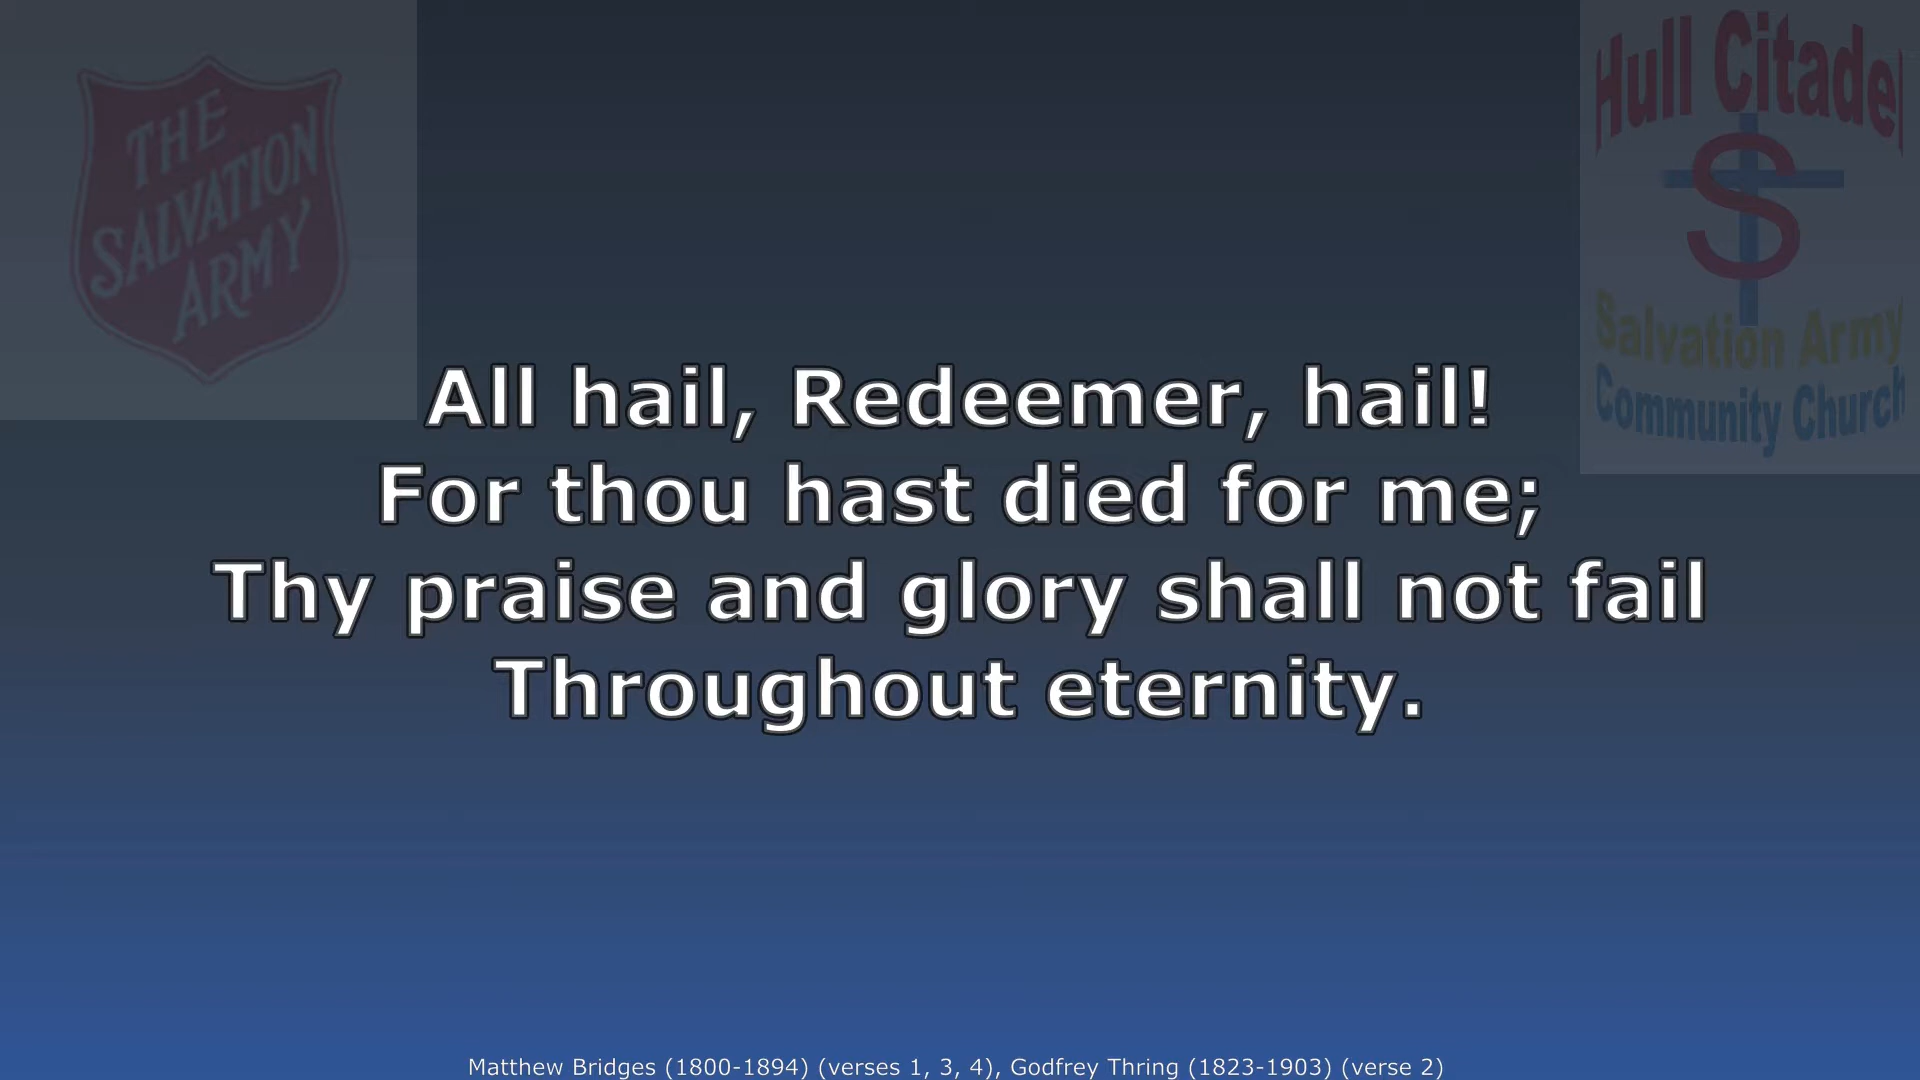 THE
SALVATION
ARMY
Hull Citadel
S
Salvation Army
Community Church
All hail, Redeemer, hail!
For thou hast died for me;
Thy praise and glory shall not fail
Throughout eternity.
Matthew Bridges (1800-1894) (verses 1, 3, 4), Godfrey Thring (1823-1903) (verse 2)